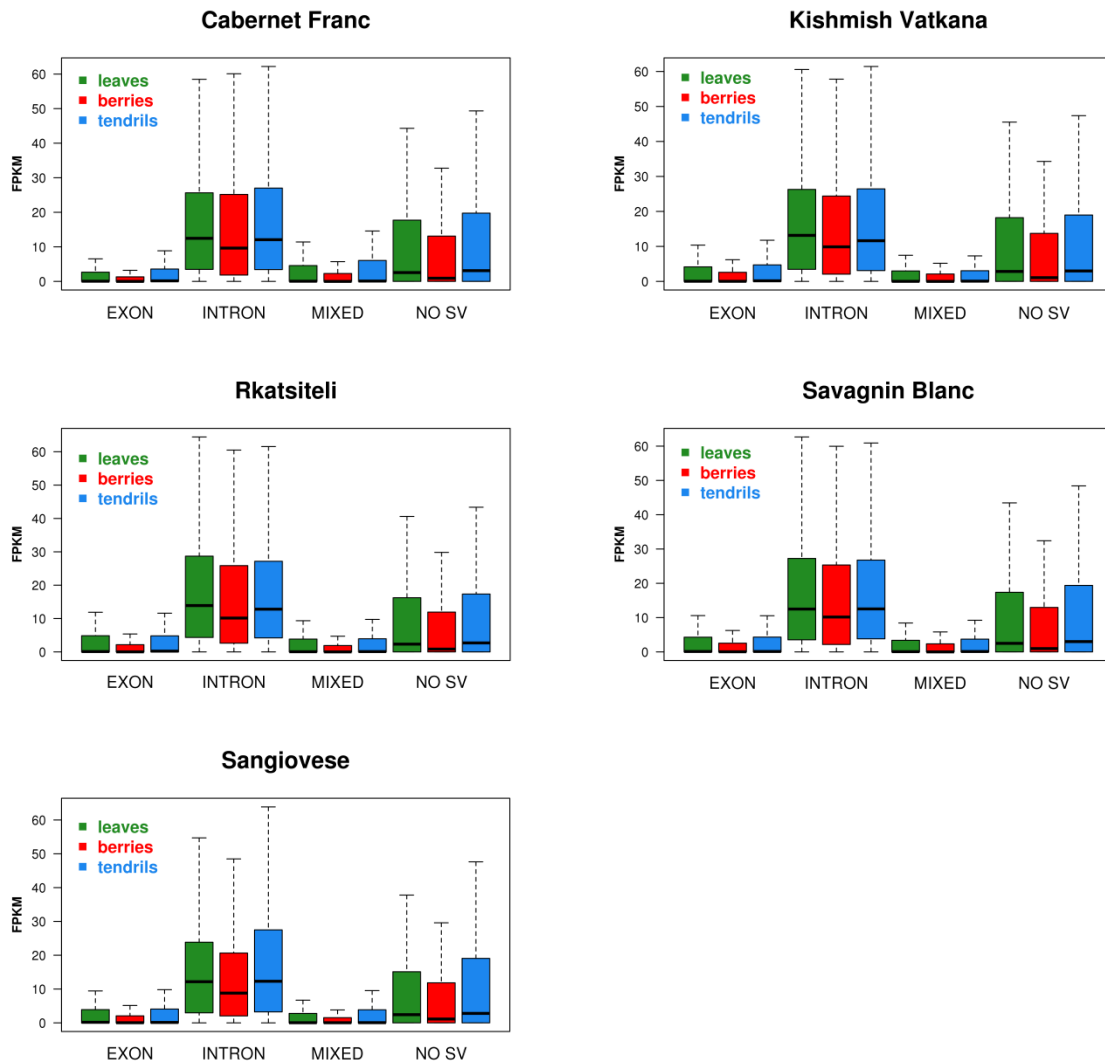 Cabernet Franc
60
50
40
30
20
10
0
FPKM
leaves
berries
tendrils
EXON INTRON MIXED NO SV
Kishmish Vatkana
60
50
40
30
20
10
0
FPKM
leaves
berries
tendrils
EXON INTRON MIXED NO SV
Rkatsiteli
60
50
40
30
20
10
0
FPKM
leaves
berries
tendrils
EXON INTRON MIXED NO SV
Savagnin Blanc
60
50
40
30
20
10
0
FPKM
leaves
berries
tendrils
EXON INTRON MIXED NO SV
Sangiovese
60
50
40
30
20
10
0
FPKM
leaves
berries
tendrils
EXON INTRON MIXED NO SV